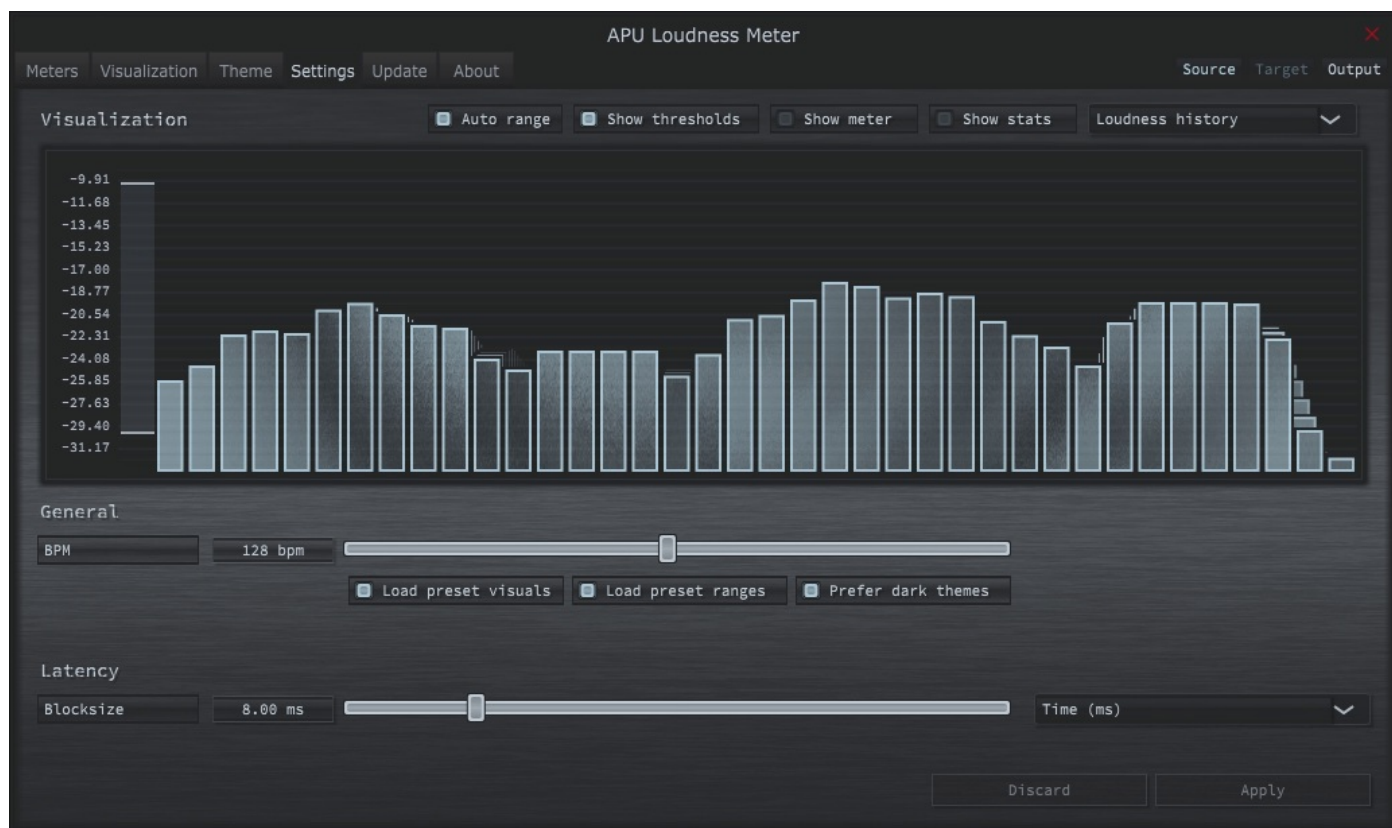 APU Loudness Meter
Meters Visualization Theme Settings Update About Source Target Output
Visualization Auto range Show thresholds Show meter Show stats Loudness history
-9.91
-11.68
-13.45
-15.23
-17.00
-18.77
-20.54
-22.31
-24.08
-25.85
-27.63
-29.40
-31.17
General
BPM 128 bpm
Load preset visuals Load preset ranges Prefer dark themes
Latency
Blocksize 8.00 ms Time (ms)
Discard Apply